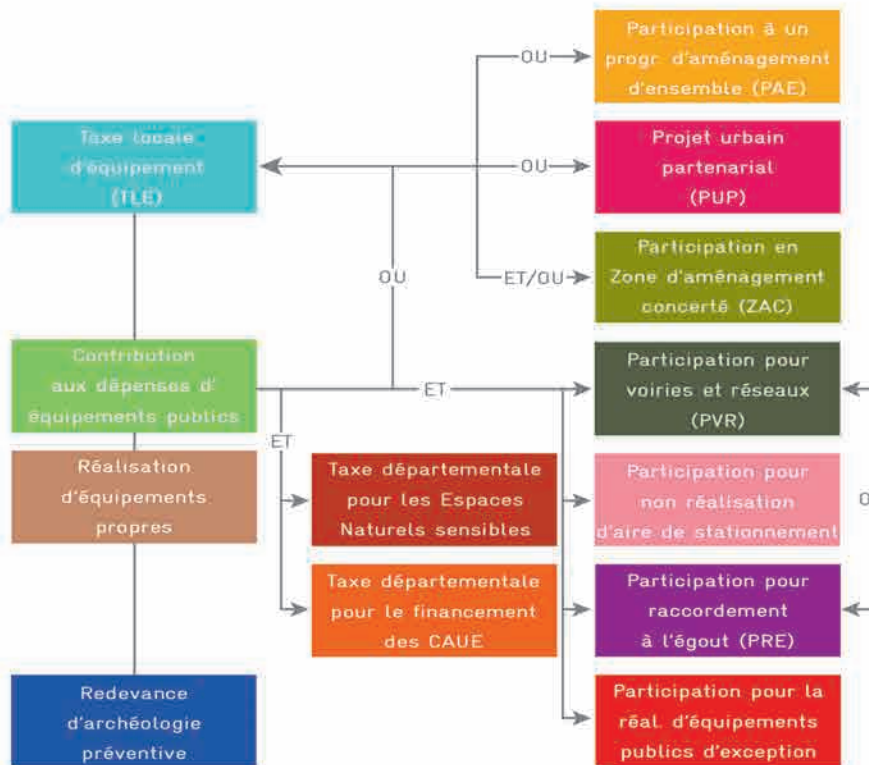 Participation à un
progr. d'aménagement
d'ensemble (PAE)
OU
Taxe locale
d'équipement
(TLE)
Projet urbain
partenarial
(PUP)
OU
Participation en
Zone d'aménagement
concerté (ZAC)
OU
ET/OU
Contribution
aux dépenses d'
équipements publics
ET
Participation pour
voiries et réseaux
(PVR)
ET
Réalisation
d'équipements
propres
Taxe départementale
pour les Espaces
Naturels sensibles
Participation pour
non réalisation
d'aire de stationnement
Taxe départementale
pour le financement
des CAUE
Participation pour
raccordement
à l'égout (PRE)
Redevance
d'archéologie
préventive
Participation pour la
réal. d'équipements
publics d'exception